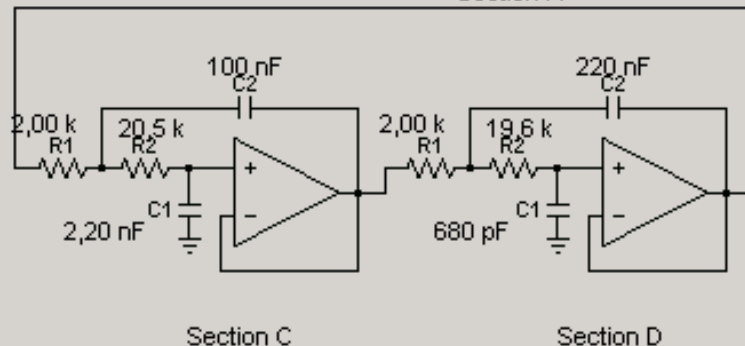 100 nF
C2
220 nF
C2
2,00 k
R1
20,5 k
R2
2,00 k
R1
19,6 k
R2
+
+
C1
2,20 nF
−
C1
680 pF
−
Section C
Section D